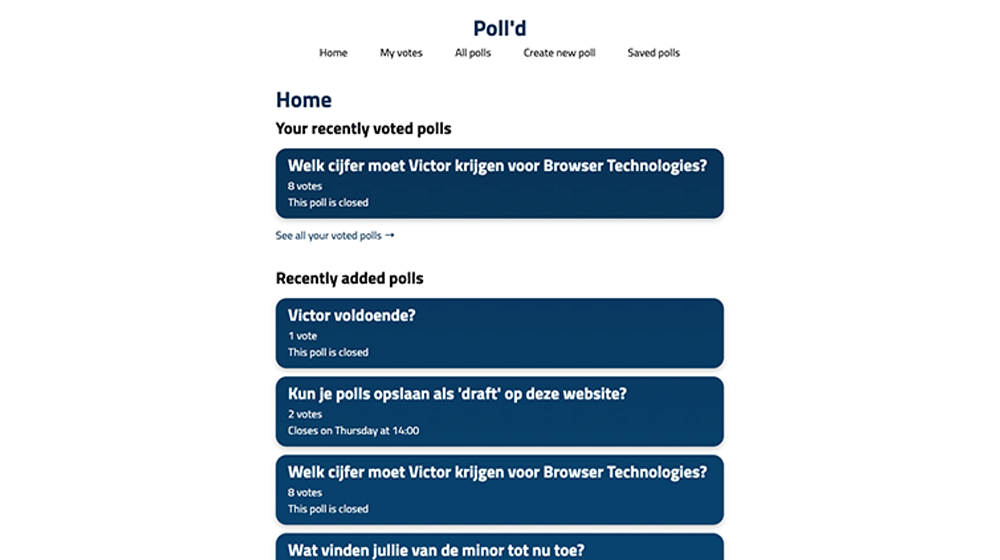 Poll'd
Home My votes All polls Create new poll Saved polls
Home
Your recently voted polls
Welk cijfer moet Victor krijgen voor Browser Technologies?
8 votes
This poll is closed
See all your voted polls →
Recently added polls
Victor voldoende?
1 vote
This poll is closed
Kun je polls opslaan als 'draft' op deze website?
2 votes
Closes on Thursday at 14:00
Welk cijfer moet Victor krijgen voor Browser Technologies?
8 votes
This poll is closed
Wat vinden jullie van de minor tot nu toe?